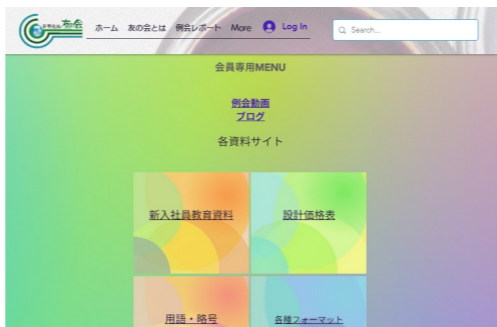 友の会
ホーム 友の会とは 例会レポート More Log In Search...
会員専用MENU
例会動画
ブログ
各資料サイト
新入社員教育資料 設計価格表
用語・略号 各種フォーマット